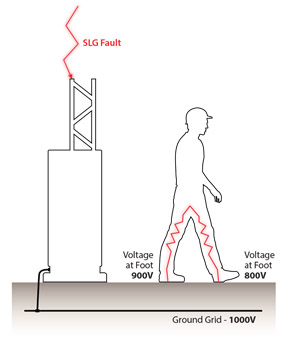 SLG Fault
Voltage
at Foot
900V
Voltage
at Foot
800V
Ground Grid - 1000V